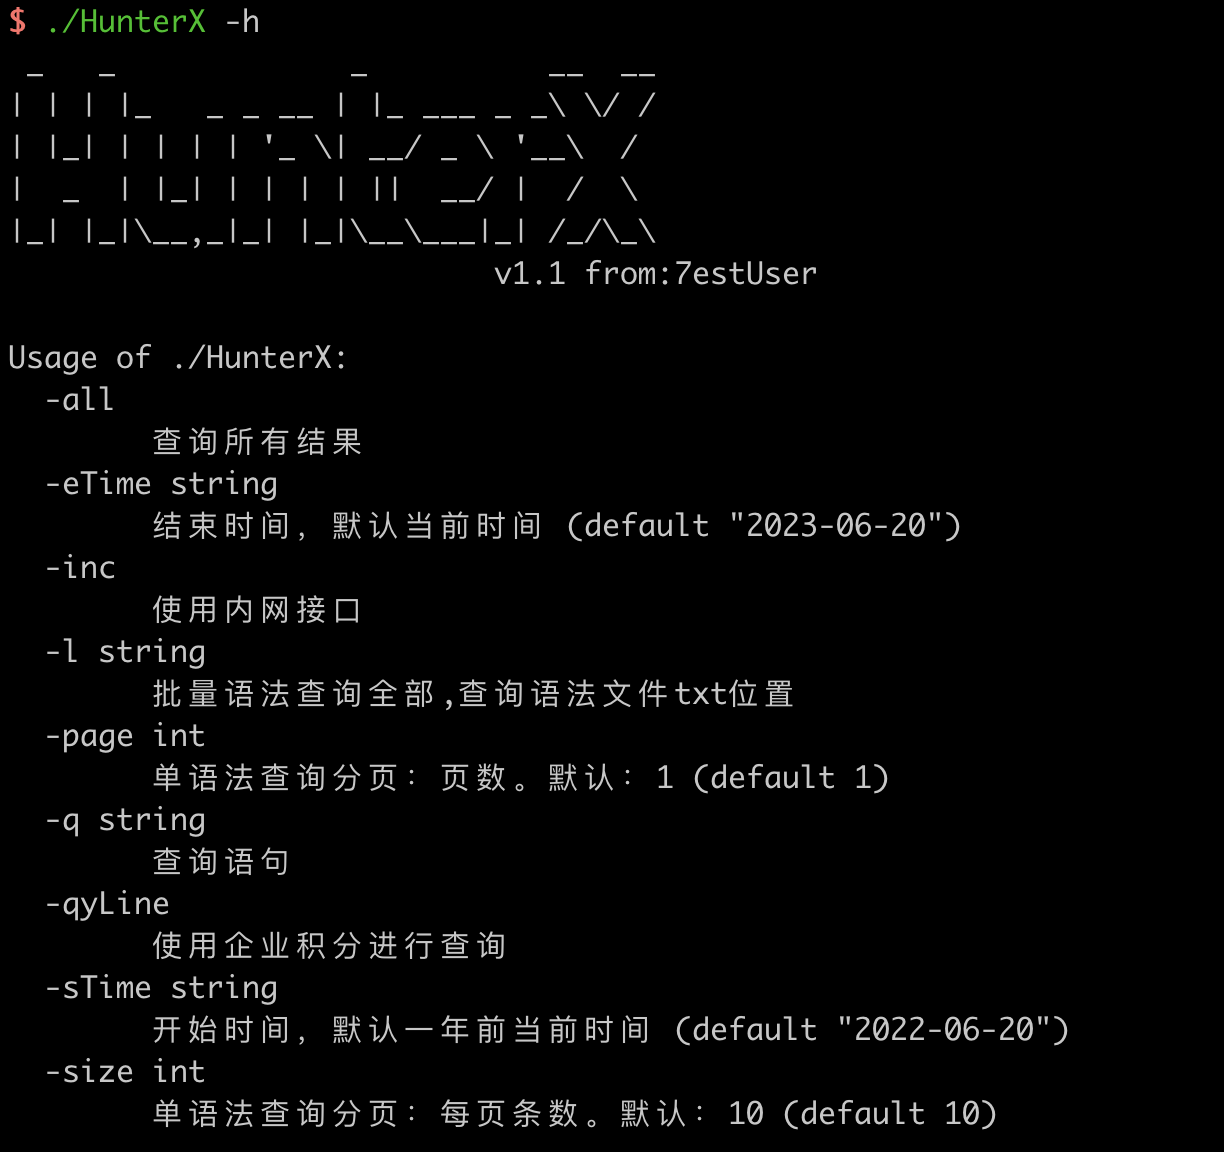 $ ./HunterX -h
 _   _             _          __  __
| | | |_   _ _ __ | |_ ___ _ _\ \/ /
| |_| | | | | '_ \| __/ _ \ '__\  /
|  _  | |_| | | | | ||  __/ |  /  \
|_| |_|\__,_|_| |_|\__\___|_| /_/\_\
                           v1.1 from:7estUser
Usage of ./HunterX:
  -all
        查询所有结果
  -eTime string
        结束时间，默认当前时间 (default "2023-06-20")
  -inc
        使用内网接口
  -l string
        批量语法查询全部,查询语法文件txt位置
  -page int
        单语法查询分页：页数。默认：1 (default 1)
  -q string
        查询语句
  -qyLine
        使用企业积分进行查询
  -sTime string
        开始时间，默认一年前当前时间 (default "2022-06-20")
  -size int
        单语法查询分页：每页条数。默认：10 (default 10)